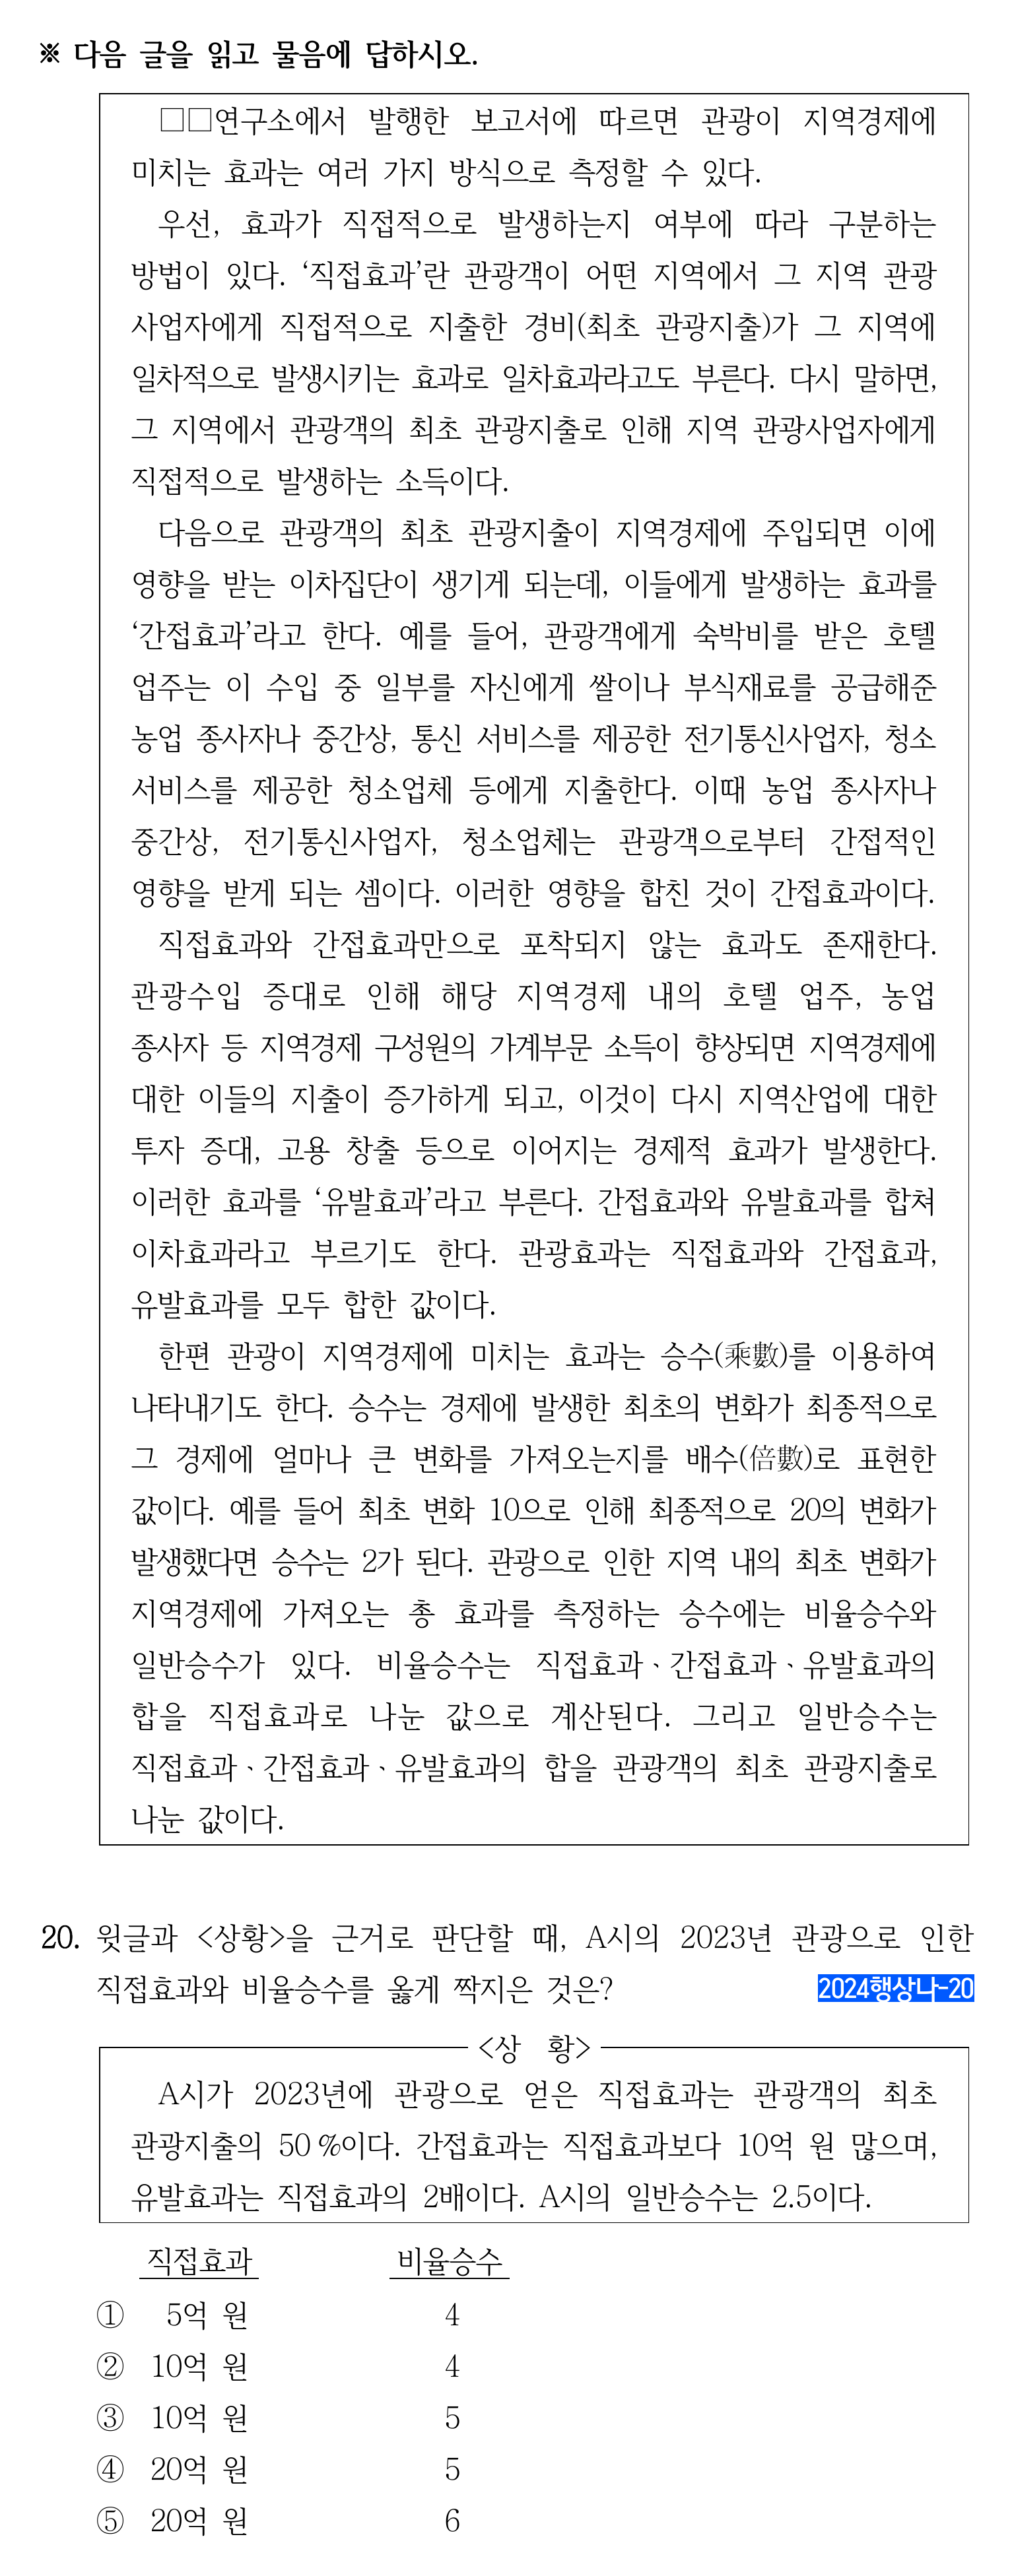 ※ 다음 글을 읽고 물음에 답하시오.
□□연구소에서 발행한 보고서에 따르면 관광이 지역경제에
미치는 효과는 여러 가지 방식으로 측정할 수 있다.
우선, 효과가 직접적으로 발생하는지 여부에 따라 구분하는
방법이 있다. ‘직접효과’란 관광객이 어떤 지역에서 그 지역 관광
사업자에게 직접적으로 지출한 경비(최초 관광지출)가 그 지역에
일차적으로 발생시키는 효과로 일차효과라고도 부른다. 다시 말하면,
그 지역에서 관광객의 최초 관광지출로 인해 지역 관광사업자에게
직접적으로 발생하는 소득이다.
다음으로 관광객의 최초 관광지출이 지역경제에 주입되면 이에
영향을 받는 이차집단이 생기게 되는데, 이들에게 발생하는 효과를
‘간접효과’라고 한다. 예를 들어, 관광객에게 숙박비를 받은 호텔
업주는 이 수입 중 일부를 자신에게 쌀이나 부식재료를 공급해준
농업 종사자나 중간상, 통신 서비스를 제공한 전기통신사업자, 청소
서비스를 제공한 청소업체 등에게 지출한다. 이때 농업 종사자나
중간상, 전기통신사업자, 청소업체는 관광객으로부터 간접적인
영향을 받게 되는 셈이다. 이러한 영향을 합친 것이 간접효과이다.
직접효과와 간접효과만으로 포착되지 않는 효과도 존재한다.
관광수입 증대로 인해 해당 지역경제 내의 호텔 업주, 농업
종사자 등 지역경제 구성원의 가계부문 소득이 향상되면 지역경제에
대한 이들의 지출이 증가하게 되고, 이것이 다시 지역산업에 대한
투자 증대, 고용 창출 등으로 이어지는 경제적 효과가 발생한다.
이러한 효과를 ‘유발효과’라고 부른다. 간접효과와 유발효과를 합쳐
이차효과라고 부르기도 한다. 관광효과는 직접효과와 간접효과,
유발효과를 모두 합한 값이다.
한편 관광이 지역경제에 미치는 효과는 승수(乘數)를 이용하여
나타내기도 한다. 승수는 경제에 발생한 최초의 변화가 최종적으로
그 경제에 얼마나 큰 변화를 가져오는지를 배수(倍數)로 표현한
값이다. 예를 들어 최초 변화 10으로 인해 최종적으로 20의 변화가
발생했다면 승수는 2가 된다. 관광으로 인한 지역 내의 최초 변화가
지역경제에 가져오는 총 효과를 측정하는 승수에는 비율승수와
일반승수가 있다. 비율승수는 직접효과ㆍ간접효과ㆍ유발효과의
합을 직접효과로 나눈 값으로 계산된다. 그리고 일반승수는
직접효과ㆍ간접효과ㆍ유발효과의 합을 관광객의 최초 관광지출로
나눈 값이다.
20. 윗글과 <상황>을 근거로 판단할 때, A시의 2023년 관광으로 인한
직접효과와 비율승수를 옳게 짝지은 것은? 2024행상나-20
<상 황>
A시가 2023년에 관광으로 얻은 직접효과는 관광객의 최초
관광지출의 50 %이다. 간접효과는 직접효과보다 10억 원 많으며,
유발효과는 직접효과의 2배이다. A시의 일반승수는 2.5이다.
직접효과 비율승수
① 5억 원 4
② 10억 원 4
③ 10억 원 5
④ 20억 원 5
⑤ 20억 원 6